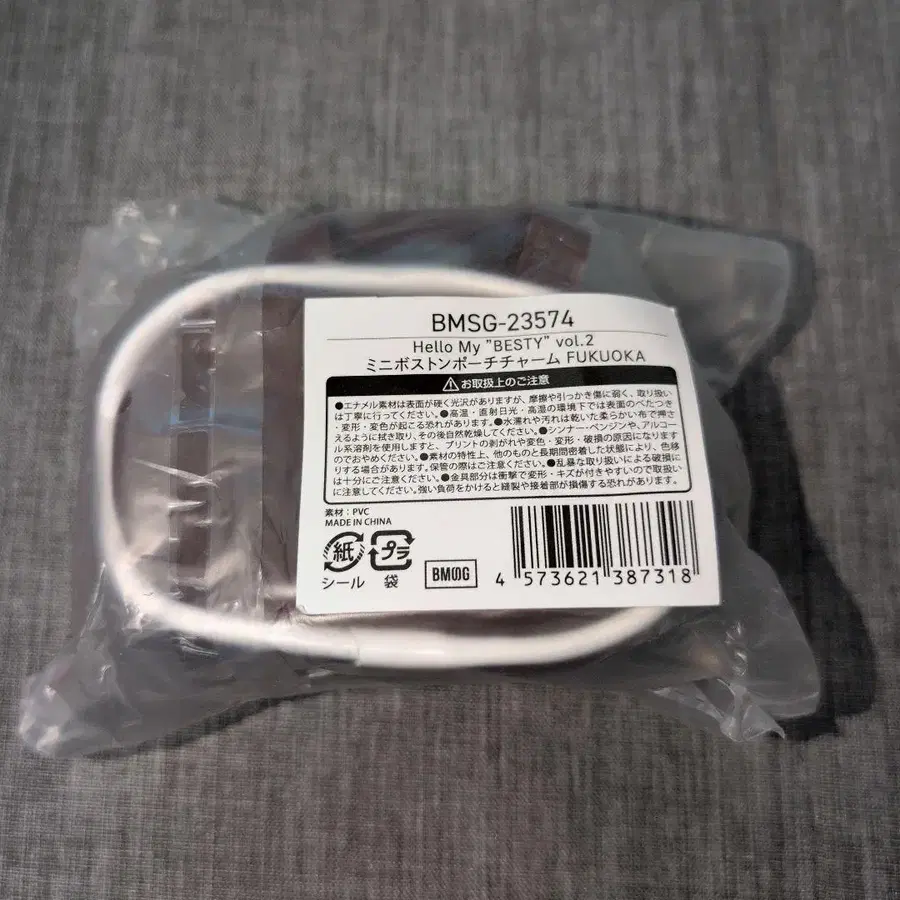 BMSG-23574
Hello My "BESTY" vol.2
ミニボストンポーチチャーム FUKUOKA
⚠お取扱上のご注意
●エナメル素材は表面が硬く光沢がありますが、摩擦や引っかき傷に弱く、取り扱い
は丁寧に行ってください。●高温・直射日光・高湿の環境下では表面のべたつき
・変形・変色が起こる恐れがあります。●水濡れや汚れは乾いた柔らかい布で押さ
えるように拭き取り、その後自然乾燥してください。●シンナー・ベンジンや、アルコー
ル系溶剤を使用しますと、プリントの剥がれや変色・変形・破損の原因になります
のでおやめください。●素材の特性上、他のものと長期間密着した状態により、色移
りする場合があります。保管の際はご注意ください。●乱暴な取り扱いによる破損に
は十分にご注意ください。●金具部分は衝撃で変形・キズが付きやすいので取扱い
に注意してください。強い負荷をかけると縫製や接着部が損傷する恐れがあります。
素材：PVC
MADE IN CHINA
紙 プラ
シール 袋
BMSG
4 573621 387318